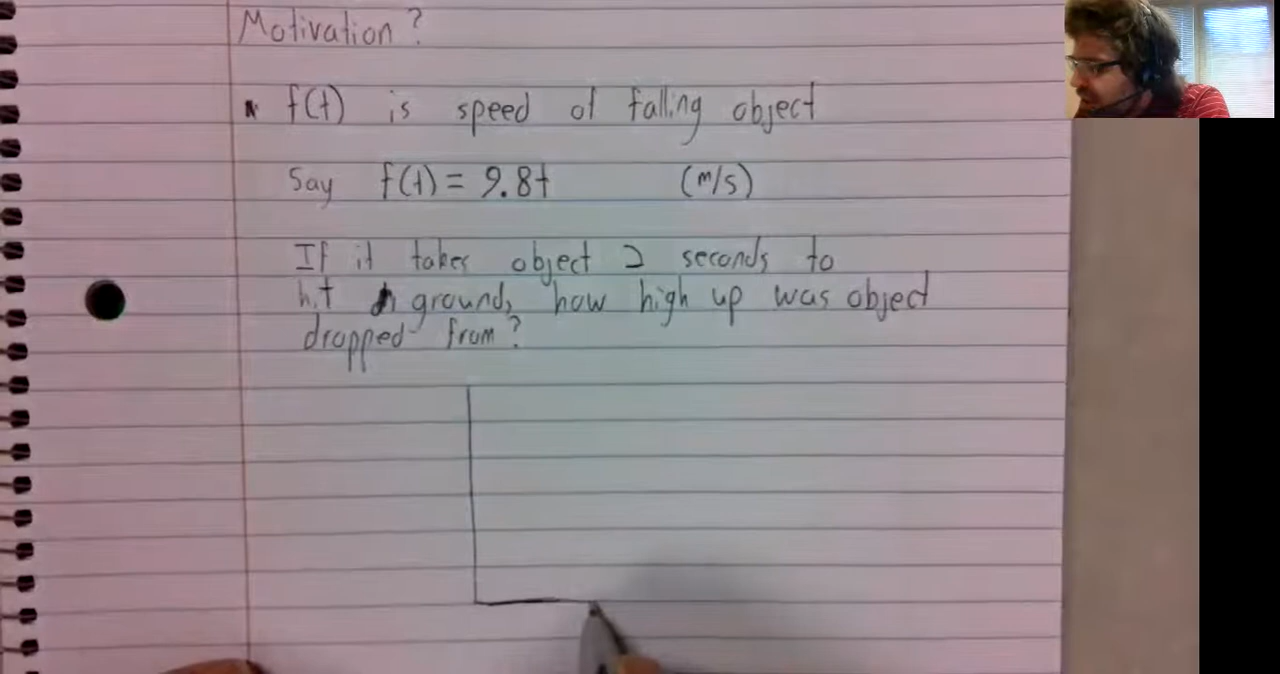 Motivation?
f(t) is speed of falling object
Say f(t) = 9.8t (m/s)
If it takes object 2 seconds to
hit ground, how high up was object
dropped from?